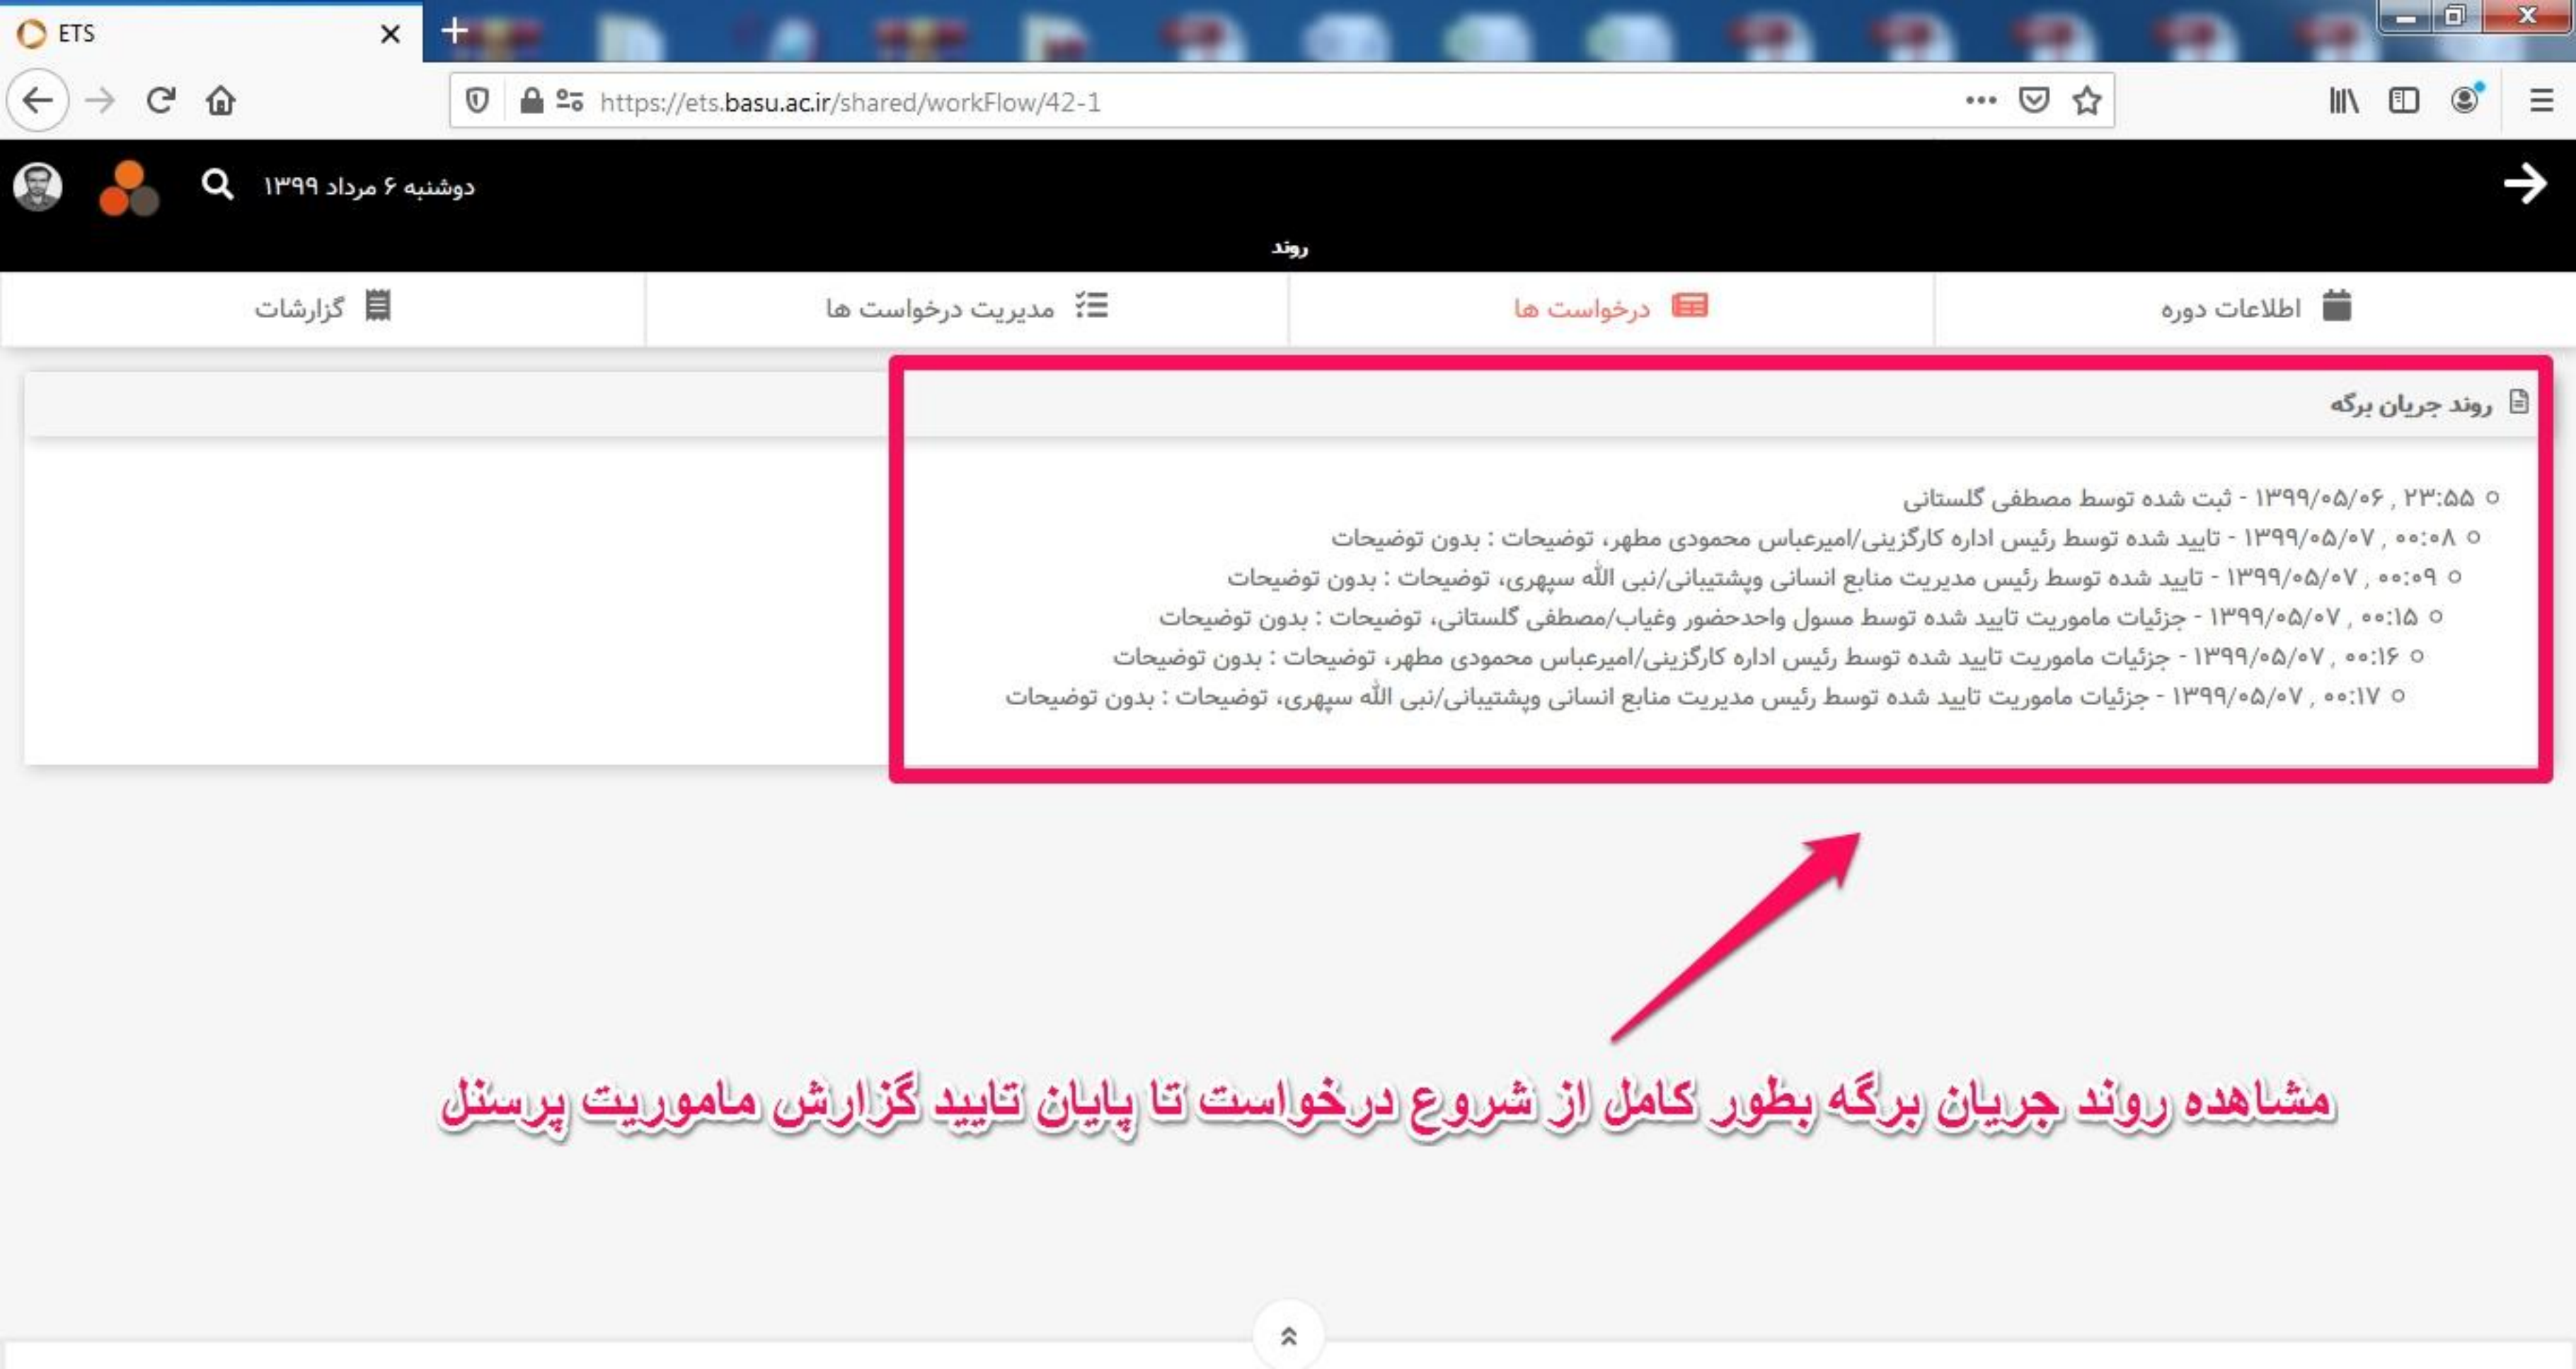 ETS
https://ets.basu.ac.ir/shared/workFlow/42-1
دوشنبه ۶ مرداد ۱۳۹۹
روند
اطلاعات دوره
درخواست ها
مدیریت درخواست ها
گزارشات
روند جریان برگه
۲۳:۵۵ , ۱۳۹۹/۰۵/۰۶ - ثبت شده توسط مصطفی گلستانی
۰۰:۰۸ , ۱۳۹۹/۰۵/۰۷ - تایید شده توسط رئیس اداره کارگزینی/امیرعباس محمودی مطهر، توضیحات : بدون توضیحات
۰۰:۰۹ , ۱۳۹۹/۰۵/۰۷ - تایید شده توسط رئیس مدیریت منابع انسانی وپشتیبانی/نبی الله سپهری، توضیحات : بدون توضیحات
۰۰:۱۵ , ۱۳۹۹/۰۵/۰۷ - جزئیات ماموریت تایید شده توسط مسول واحدحضور وغیاب/مصطفی گلستانی، توضیحات : بدون توضیحات
۰۰:۱۶ , ۱۳۹۹/۰۵/۰۷ - جزئیات ماموریت تایید شده توسط رئیس اداره کارگزینی/امیرعباس محمودی مطهر، توضیحات : بدون توضیحات
۰۰:۱۷ , ۱۳۹۹/۰۵/۰۷ - جزئیات ماموریت تایید شده توسط رئیس مدیریت منابع انسانی وپشتیبانی/نبی الله سپهری، توضیحات : بدون توضیحات
مشاهده روند جریان برگه بطور کامل از شروع درخواست تا پایان تایید گزارش ماموریت پرسنل